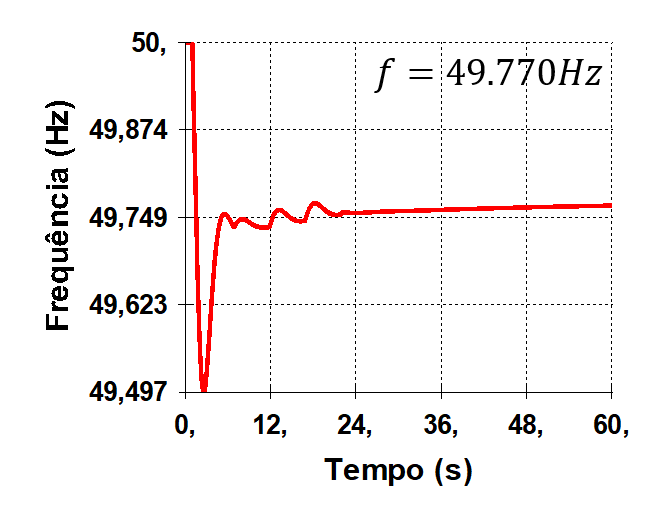 50,
f = 49.770Hz
49,874
49,749
49,623
49,497
Frequência (Hz)
0, 12, 24, 36, 48, 60,
Tempo (s)